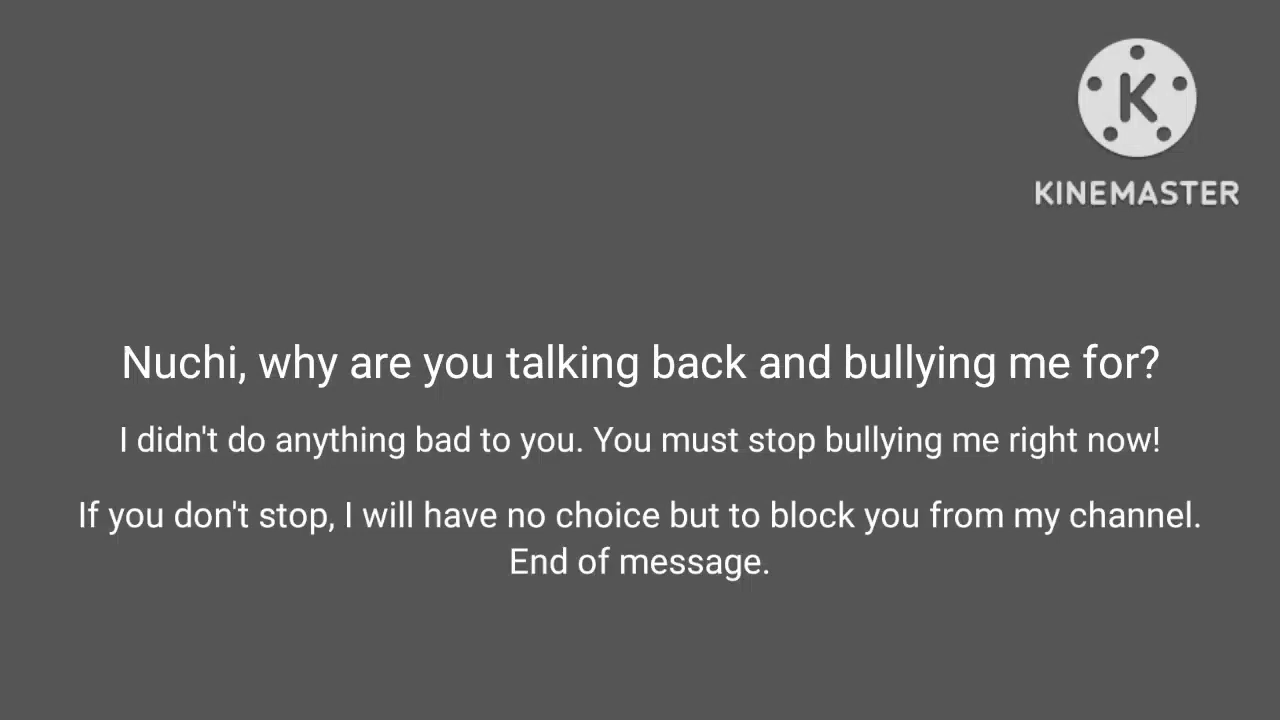 K
KINEMASTER
Nuchi, why are you talking back and bullying me for?
I didn't do anything bad to you. You must stop bullying me right now!
If you don't stop, I will have no choice but to block you from my channel.
End of message.